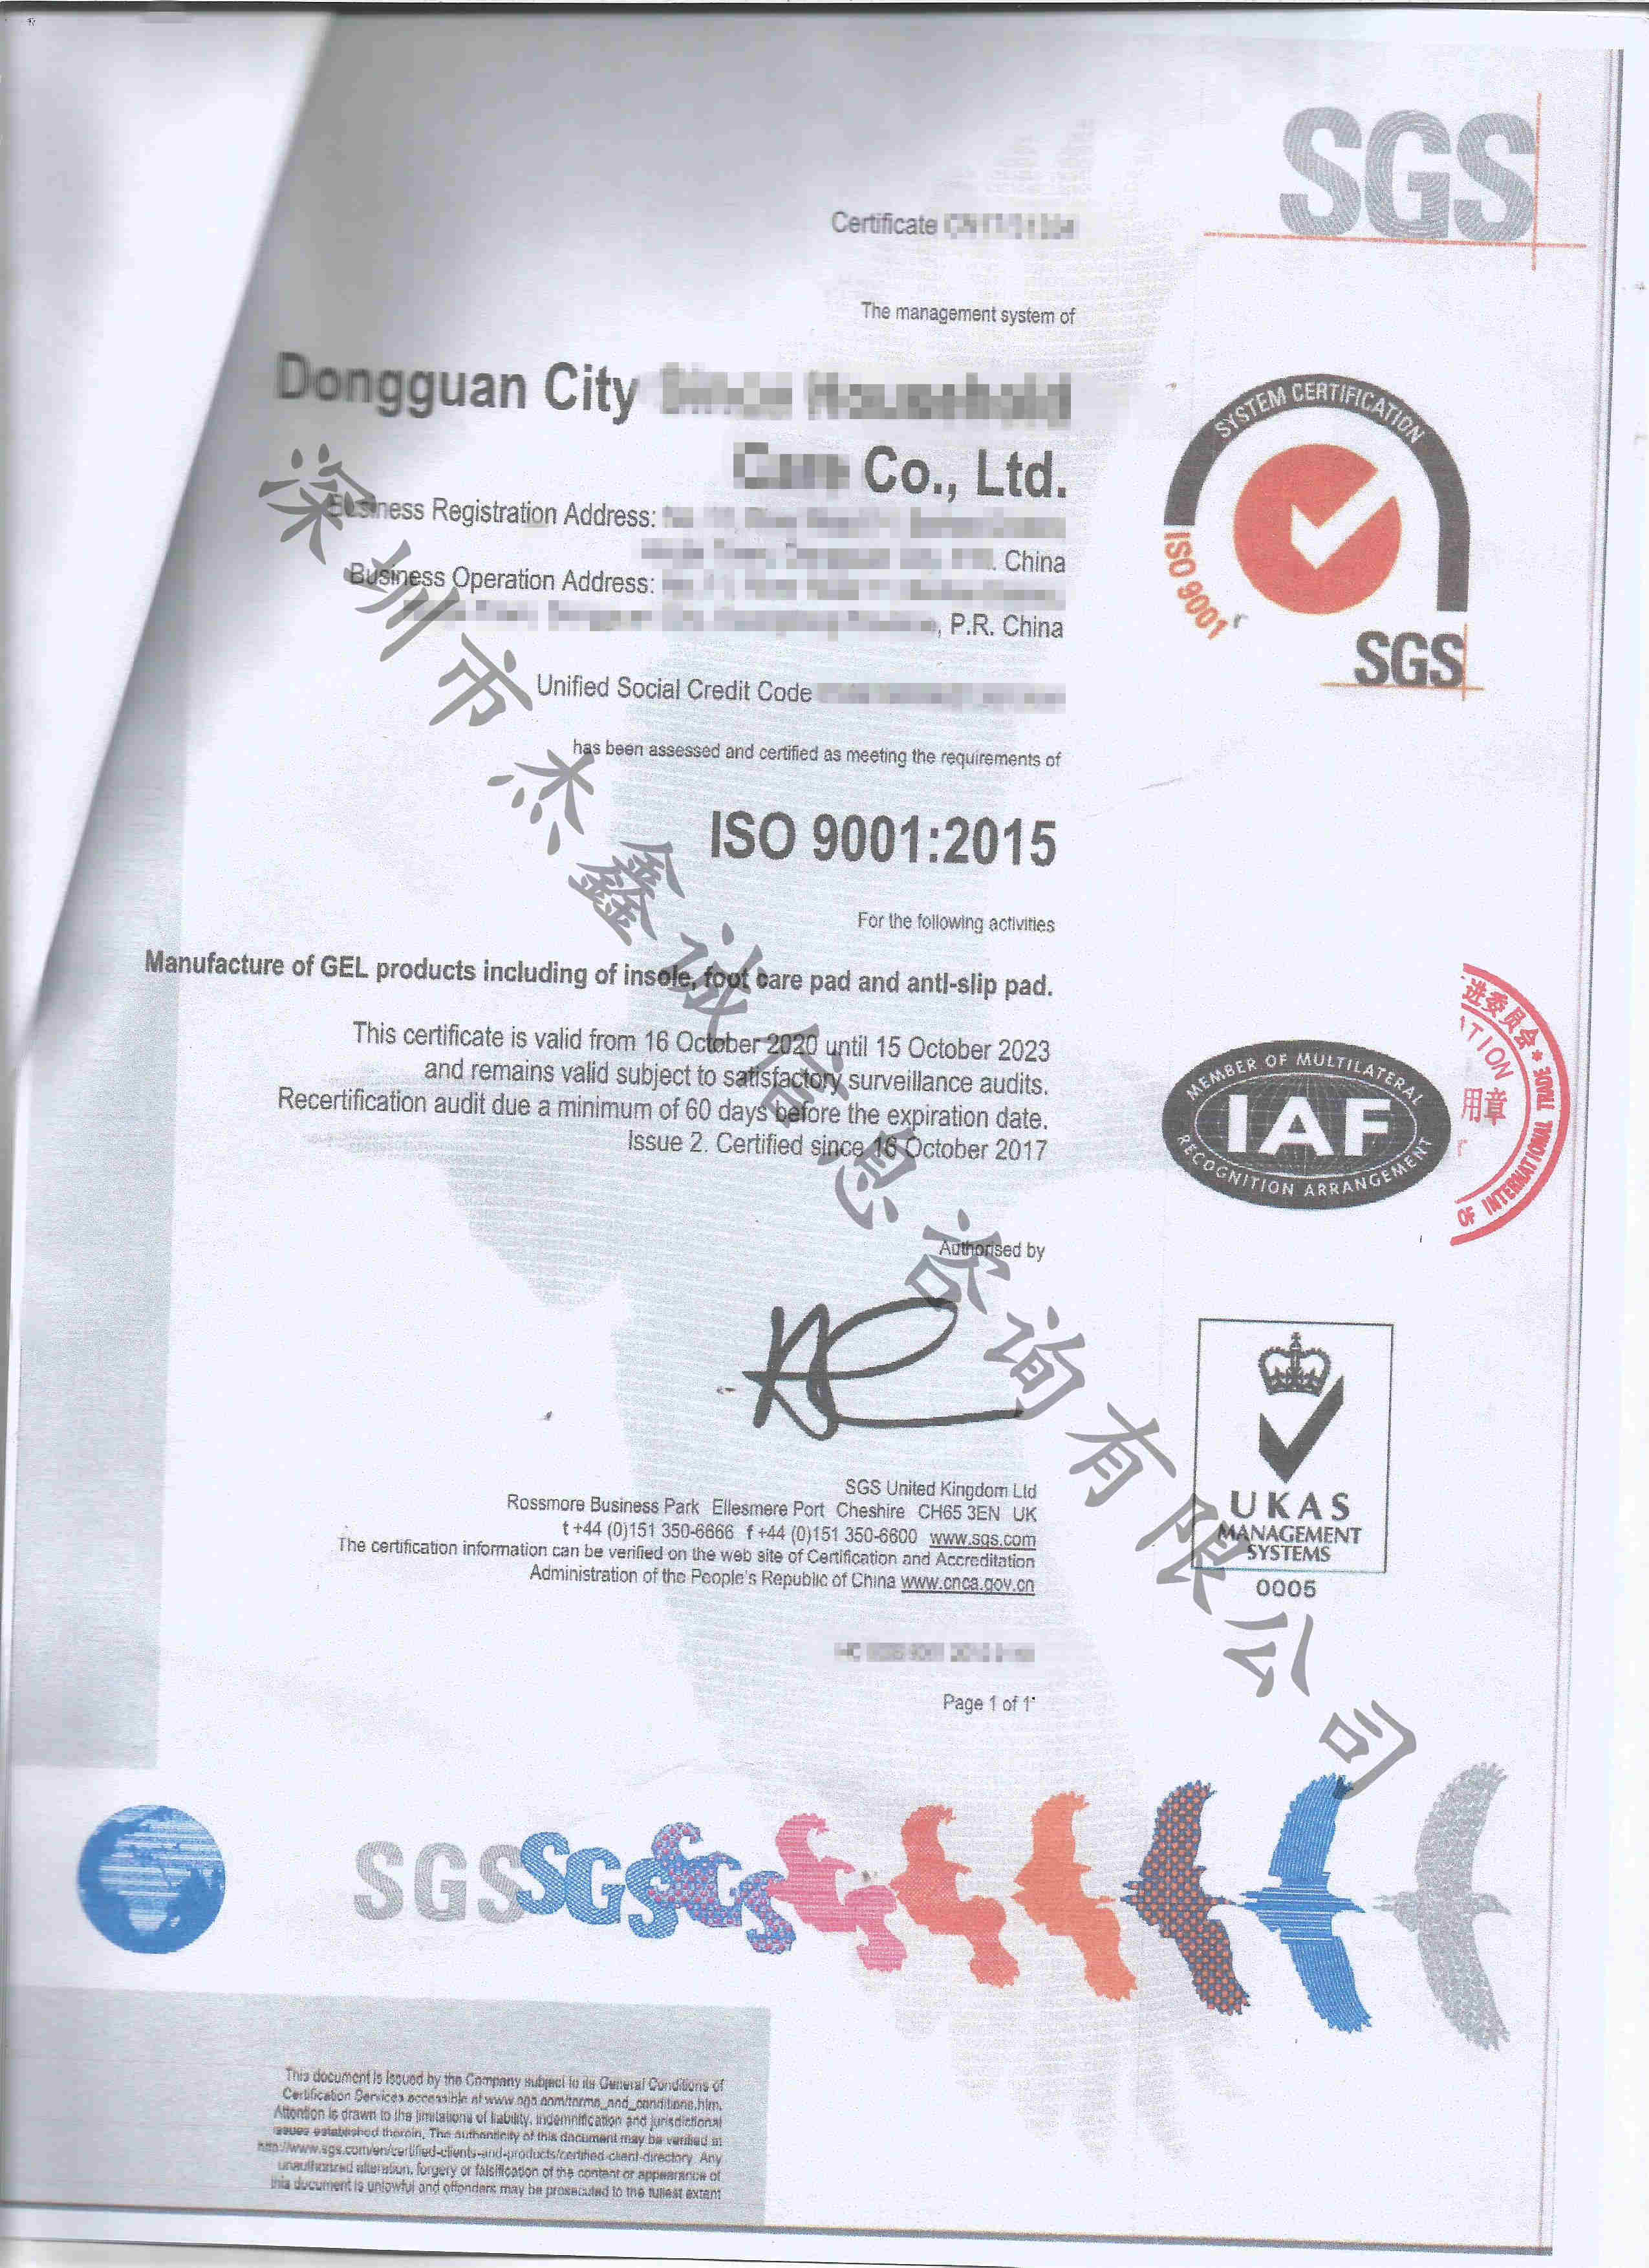 SGS
Certificate
The management system of
Dongguan City
Co., Ltd.
Business Registration Address:
China
Business Operation Address:
, P.R. China
Unified Social Credit Code
has been assessed and certified as meeting the requirements of
ISO 9001:2015
For the following activities
Manufacture of GEL products including of insole, foot care pad and anti-slip pad.
This certificate is valid from 16 October 2020 until 15 October 2023
and remains valid subject to satisfactory surveillance audits.
Recertification audit due a minimum of 60 days before the expiration date.
Issue 2. Certified since 16 October 2017
Authorised by
SGS United Kingdom Ltd
Rossmore Business Park Ellesmere Port Cheshire CH65 3EN UK
t +44 (0)151 350-6666 f +44 (0)151 350-6600 www.sgs.com
The certification information can be verified on the web site of Certification and Accreditation
Administration of the People's Republic of China www.cnca.gov.cn
Page 1 of 1
SYSTEM CERTIFICATION
ISO 9001
SGS
MEMBER OF MULTILATERAL
IAF
RECOGNITION ARRANGEMENT
进委员会
ATION
用章
OF INTERNATIONAL TRADE
UKAS
MANAGEMENT
SYSTEMS
0005
深圳市杰鑫诚信息咨询有限公司
SGS SGS SGS
This document is issued by the Company subject to its General Conditions of
Certification Services accessible at www.sgs.com/terms_and_conditions.htm.
Attention is drawn to the limitations of liability, indemnification and jurisdictional
issues established therein. The authenticity of this document may be verified at
http://www.sgs.com/en/certified-clients-and-products/certified-client-directory. Any
unauthorized alteration, forgery or falsification of the content or appearance of
this document is unlawful and offenders may be prosecuted to the fullest extent